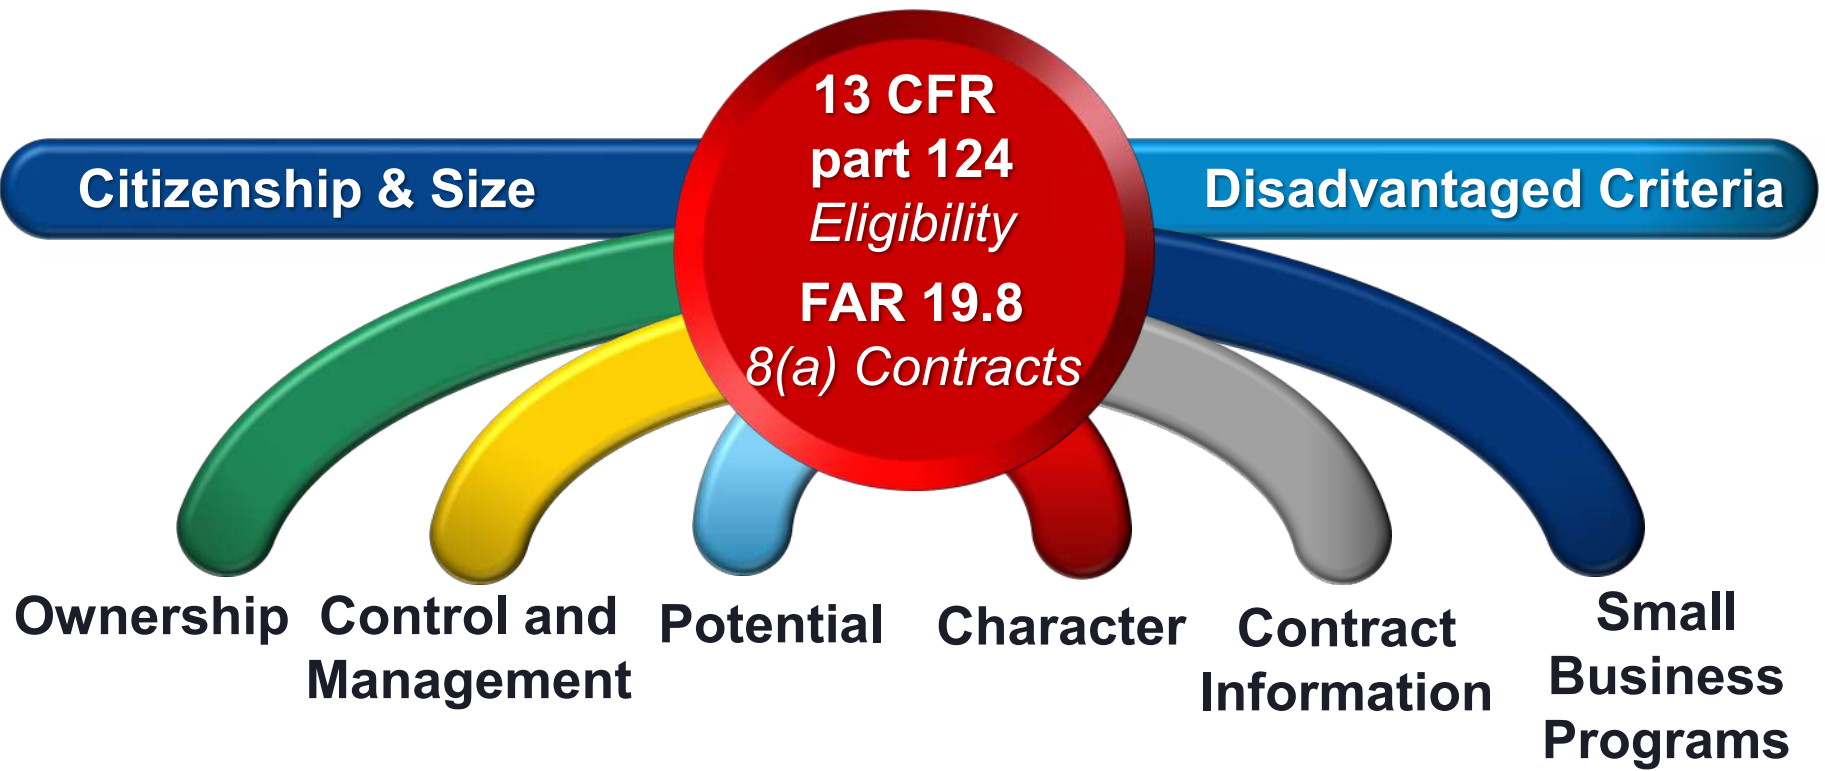 13 CFR
part 124
Eligibility
FAR 19.8
8(a) Contracts
Citizenship & Size
Disadvantaged Criteria
Ownership
Control and
Management
Potential
Character
Contract
Information
Small
Business
Programs